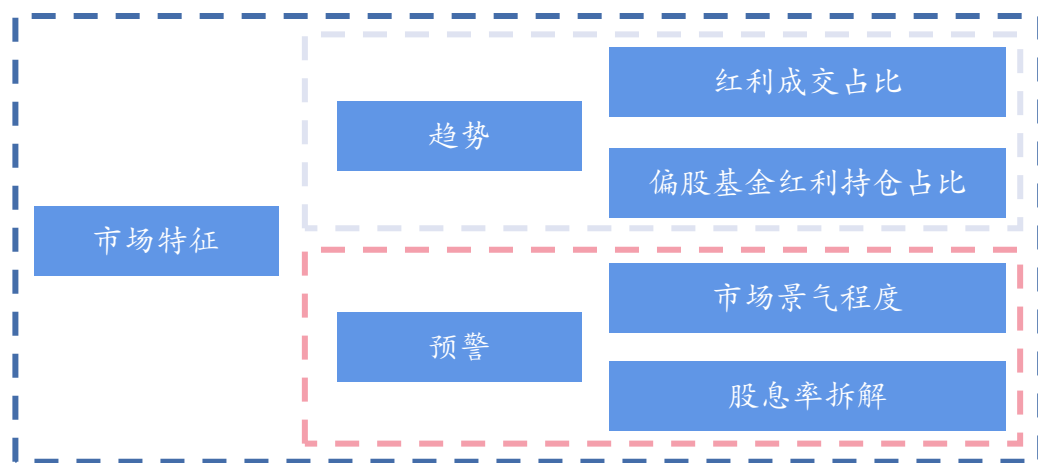 红利成交占比
趋势
偏股基金红利持仓占比
市场特征
市场景气程度
预警
股息率拆解